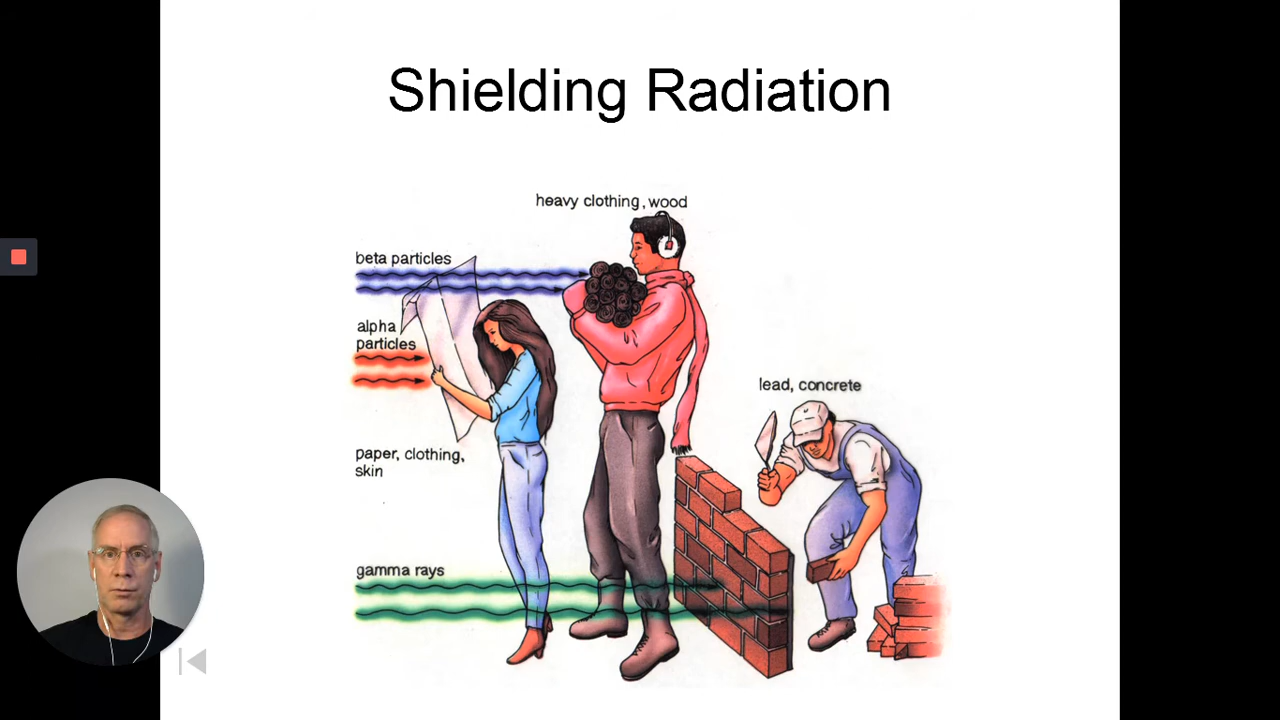 Shielding Radiation
heavy clothing, wood
beta particles
alpha
particles
lead, concrete
paper, clothing,
skin
gamma rays